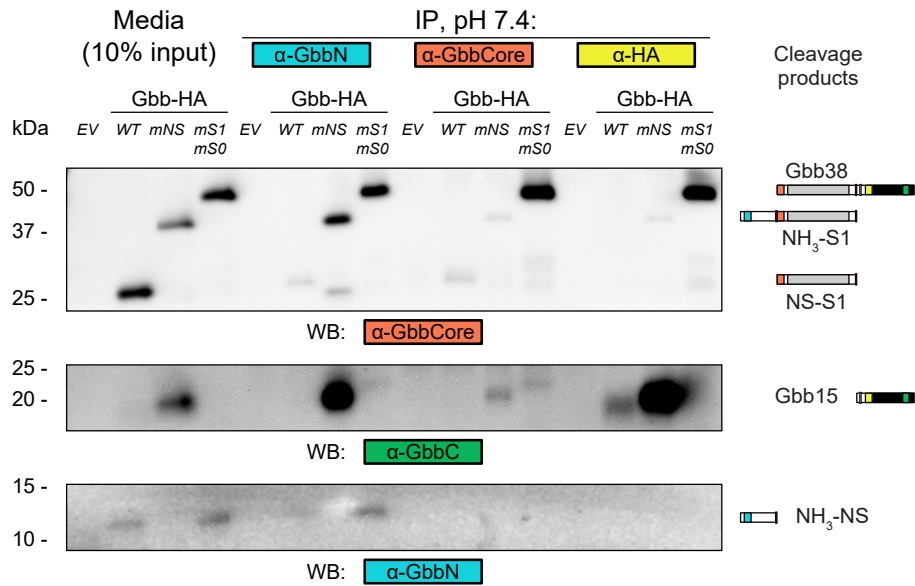 Media
(10% input)
IP, pH 7.4:
α-GbbN
α-GbbCore
α-HA
Cleavage
products
Gbb-HA
Gbb-HA
Gbb-HA
Gbb-HA
kDa
EV WT mNS mS1 EV WT mNS mS1 EV WT mNS mS1 EV WT mNS mS1
mS0 mS0 mS0 mS0
50 -
37 -
25 -
Gbb38
NH₃-S1
NS-S1
WB: α-GbbCore
25 -
20 -
Gbb15
WB: α-GbbC
15 -
10 -
NH₃-NS
WB: α-GbbN